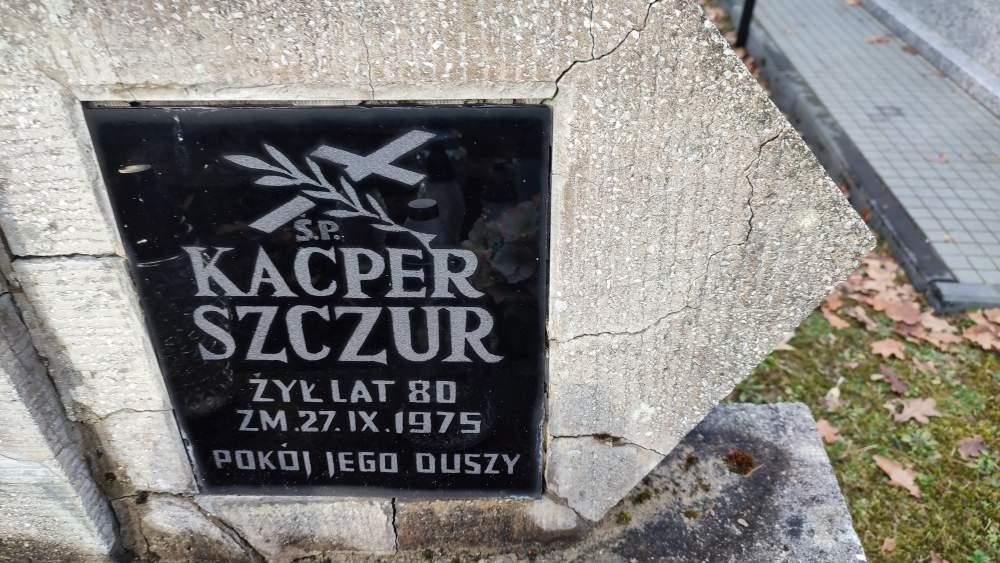 Ś.P.
KACPER
SZCZUR
ŻYŁ LAT 80
ZM. 27. IX. 1975
POKÓJ JEGO DUSZY